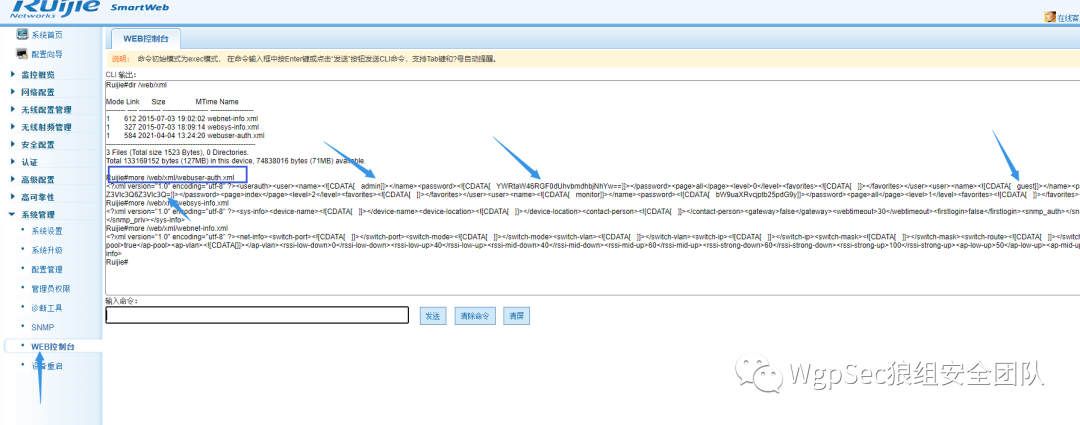 Ruijie Networks SmartWeb
在线客
系统首页
配置向导
监控概览
网络配置
无线配置管理
无线射频管理
安全配置
认证
高级配置
高可靠性
系统管理
系统设置
系统升级
配置管理
管理员权限
诊断工具
SNMP
WEB控制台
设备重启
WEB控制台
说明: 命令初始模式为exec模式, 在命令输入框中按Enter键或点击“发送”按钮发送CLI命令,支持Tab键和?号自动提醒。
CLI 输出:
Ruijie#dir /web/xml
Mode Link Size MTime Name
1 612 2015-07-03 19:02:02 webnet-info.xml
1 327 2015-07-03 18:09:14 websys-info.xml
1 584 2021-04-04 13:24:20 webuser-auth.xml
3 Files (Total size 1523 Bytes), 0 Directories.
Total 133169152 bytes (127MB) in this device, 74838016 bytes (71MB) available.
Ruijie#more /web/xml/webuser-auth.xml
<?xml version="1.0" encoding="utf-8" ?><userauth><user><name><![CDATA[ admin]]></name><password><![CDATA[ ]]></password><page>all</page><level>0</level><favorites><![CDATA[ ]]></favorites></user><user><name><![CDATA[ guest]]></name><p
]]></password><page>index</page><level>2</level><favorites><![CDATA[ ]]></favorites></user><user><name><![CDATA[ monitor]]></name><password><![CDATA[ ]]></password><page>all</page><level>1</level><favorites><![CDATA[ ]]></favorites>
Ruijie#more /web/xml/websys-info.xml
<?xml version="1.0" encoding="utf-8" ?><sys-info><device-name><![CDATA[ ]]></device-name><device-location><![CDATA[ ]]></device-location><contact-person><![CDATA[ ]]></contact-person><gateway>false</gateway><webtimeout>30</webtimeout><firstlogin>false</firstlogin><snmp_auth></sn
</snmp_priv></sys-info>
Ruijie#more /web/xml/webnet-info.xml
<?xml version="1.0" encoding="utf-8" ?><net-info><switch-port><![CDATA[ ]]></switch-port><switch-mode><![CDATA[ ]]></switch-mode><switch-vlan><![CDATA[ ]]></switch-vlan><switch-ip><![CDATA[ ]]></switch-ip><switch-mask><![CDATA[ ]]></switch-mask><switch-route><![CDATA[ ]]></switch-
pool>true</ap-pool><ap-vlan><![CDATA[]]></ap-vlan><rssi-low-down>0</rssi-low-down><rssi-low-up>40</rssi-low-up><rssi-mid-down>40</rssi-mid-down><rssi-mid-up>60</rssi-mid-up><rssi-strong-down>60</rssi-strong-down><rssi-strong-up>100</rssi-strong-up><ap-low-up>50</ap-low-up><ap-mid-up>
info>
Ruijie#
输入命令:
发送
清除命令
清屏
WgpSec狼组安全团队